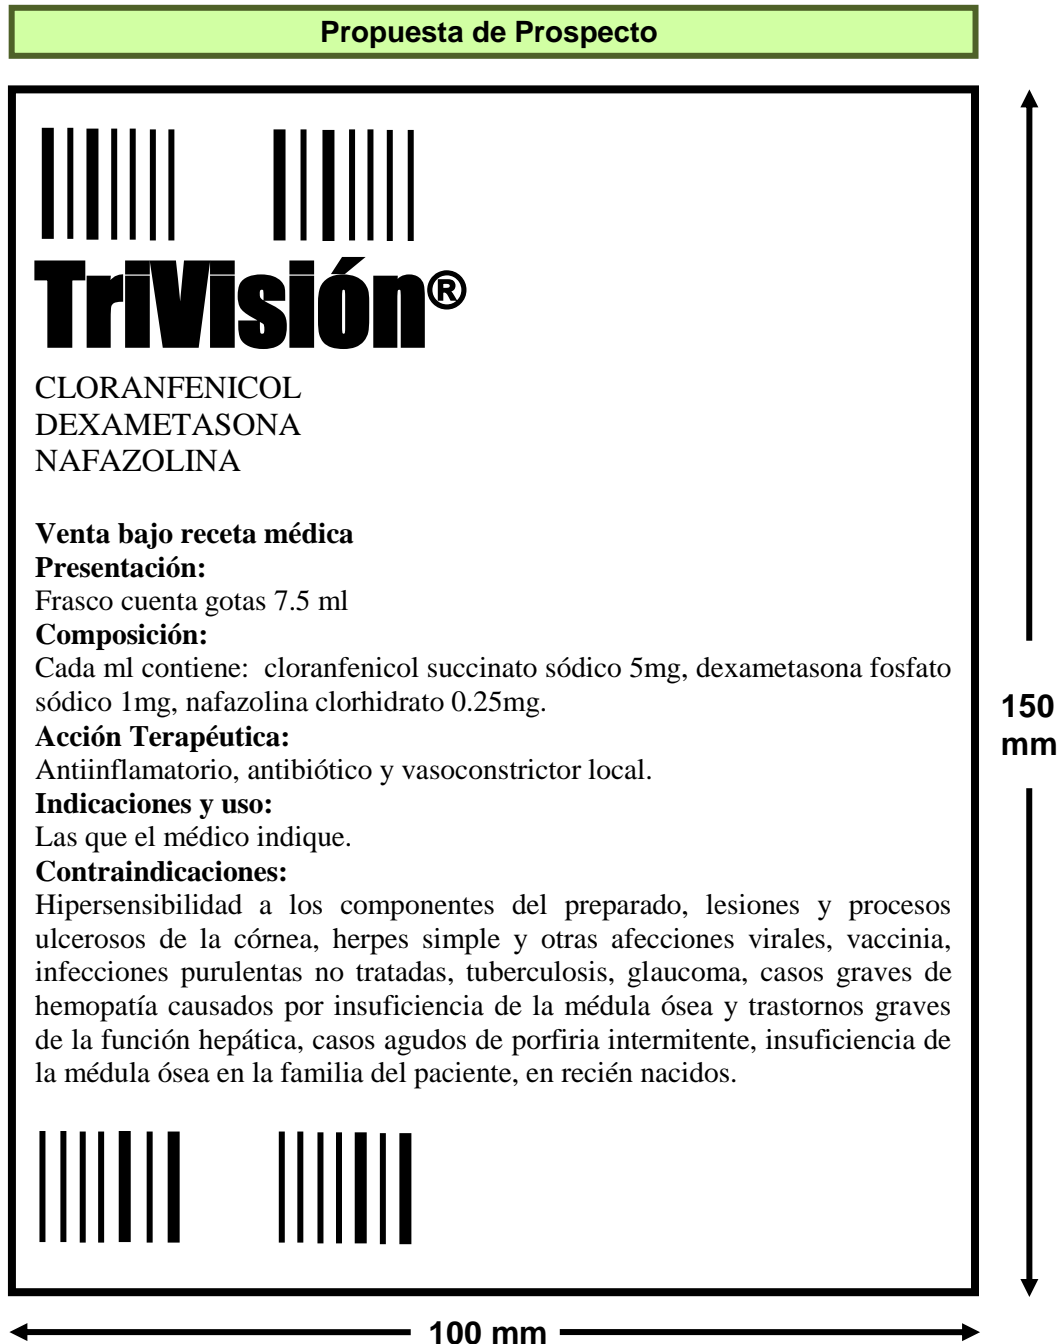 Propuesta de Prospecto
TriVisión®
CLORANFENICOL
DEXAMETASONA
NAFAZOLINA
Venta bajo receta médica
Presentación:
Frasco cuenta gotas 7.5 ml
Composición:
Cada ml contiene:  cloranfenicol succinato sódico 5mg, dexametasona fosfato
sódico 1mg, nafazolina clorhidrato 0.25mg.
Acción Terapéutica:
Antiinflamatorio, antibiótico y vasoconstrictor local.
Indicaciones y uso:
Las que el médico indique.
Contraindicaciones:
Hipersensibilidad a los componentes del preparado, lesiones y procesos
ulcerosos de la córnea, herpes simple y otras afecciones virales, vaccinia,
infecciones purulentas no tratadas, tuberculosis, glaucoma, casos graves de
hemopatía causados por insuficiencia de la médula ósea y trastornos graves
de la función hepática, casos agudos de porfiria intermitente, insuficiencia de
la médula ósea en la familia del paciente, en recién nacidos.
150
mm
100 mm